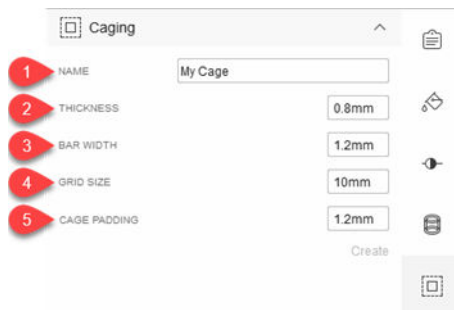 Caging
1 NAME My Cage
2 THICKNESS 0.8mm
3 BAR WIDTH 1.2mm
4 GRID SIZE 10mm
5 CAGE PADDING 1.2mm
Create